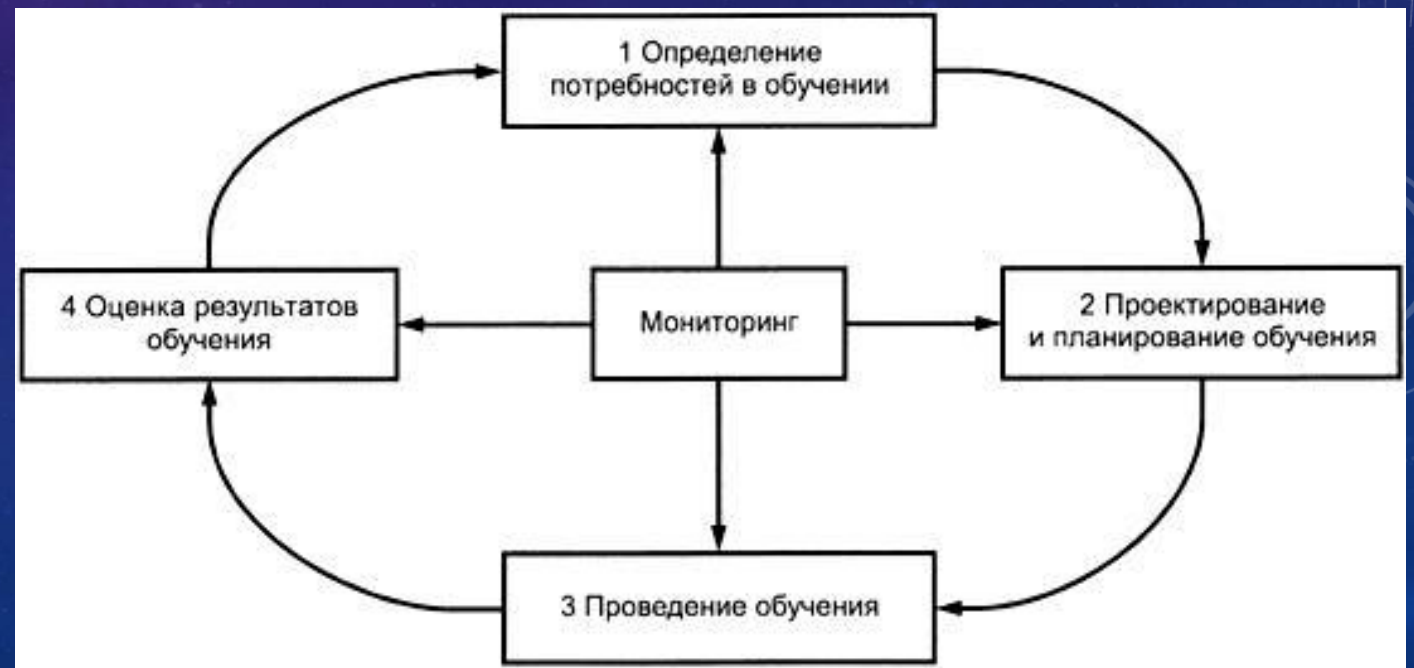 1 Определение
потребностей в обучении
4 Оценка результатов
обучения
Мониторинг
2 Проектирование
и планирование обучения
3 Проведение обучения